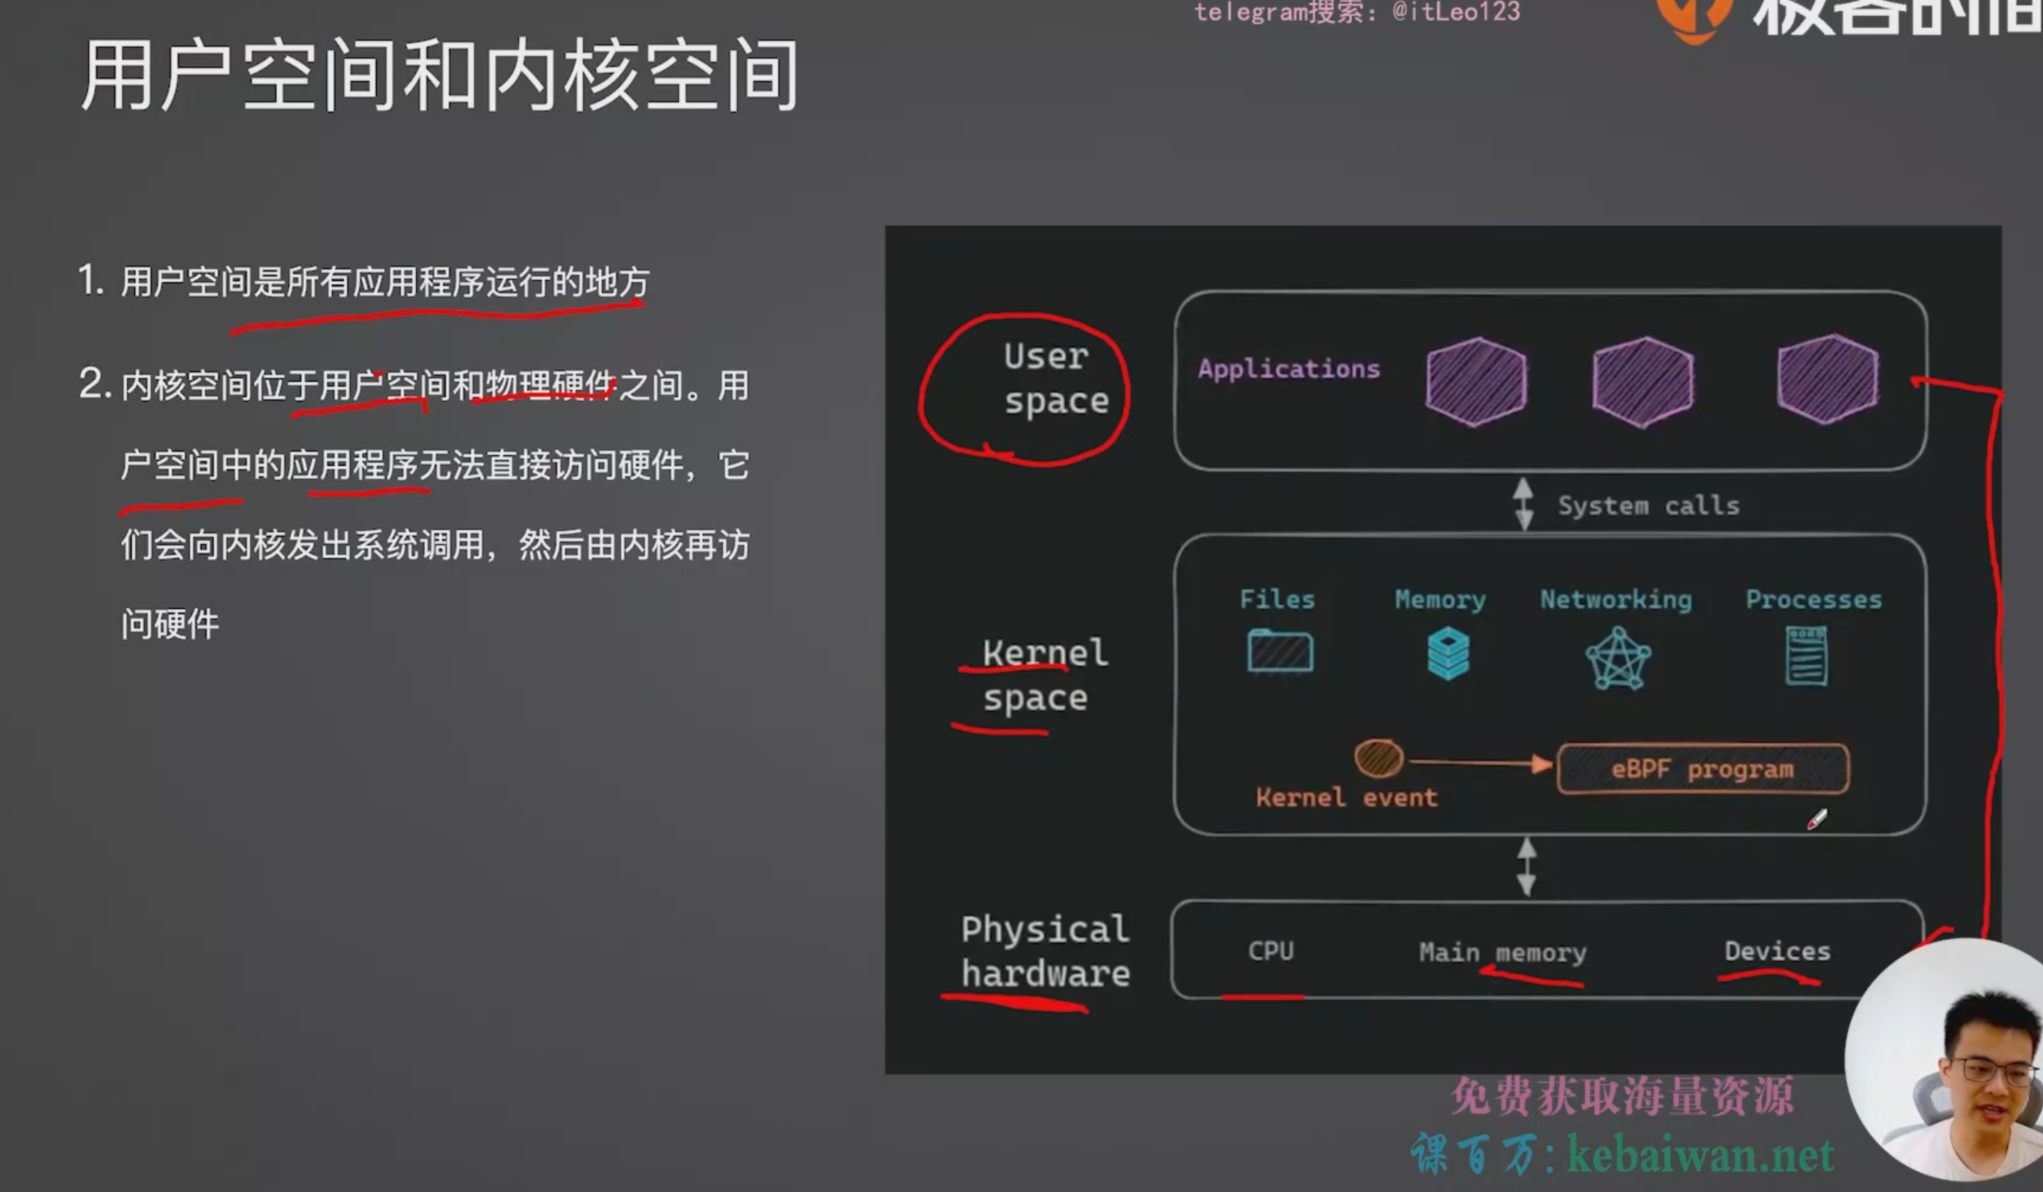 telegram搜索：@itLeo123
极客时间
用户空间和内核空间
1. 用户空间是所有应用程序运行的地方
2. 内核空间位于用户空间和物理硬件之间。用
户空间中的应用程序无法直接访问硬件，它
们会向内核发出系统调用，然后由内核再访
问硬件
User
space
Applications
System calls
Files Memory Networking Processes
Kernel
space
eBPF program
Kernel event
Physical
hardware
CPU Main memory Devices
免费获取海量资源
课百万：kebaiwan.net